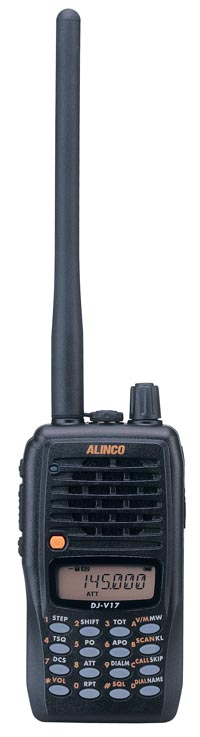 ALINCO
145.000
ATT
DJ-V17
1 STEP 2 SHIFT 3 TOT V/M/MW
4 TSQ 5 PO 6 APO B SCAN KL
7 DCS 8 ATT 9 DIALM C CALL SKIP
* VOL 0 RPT # SQL D DIAL NAME